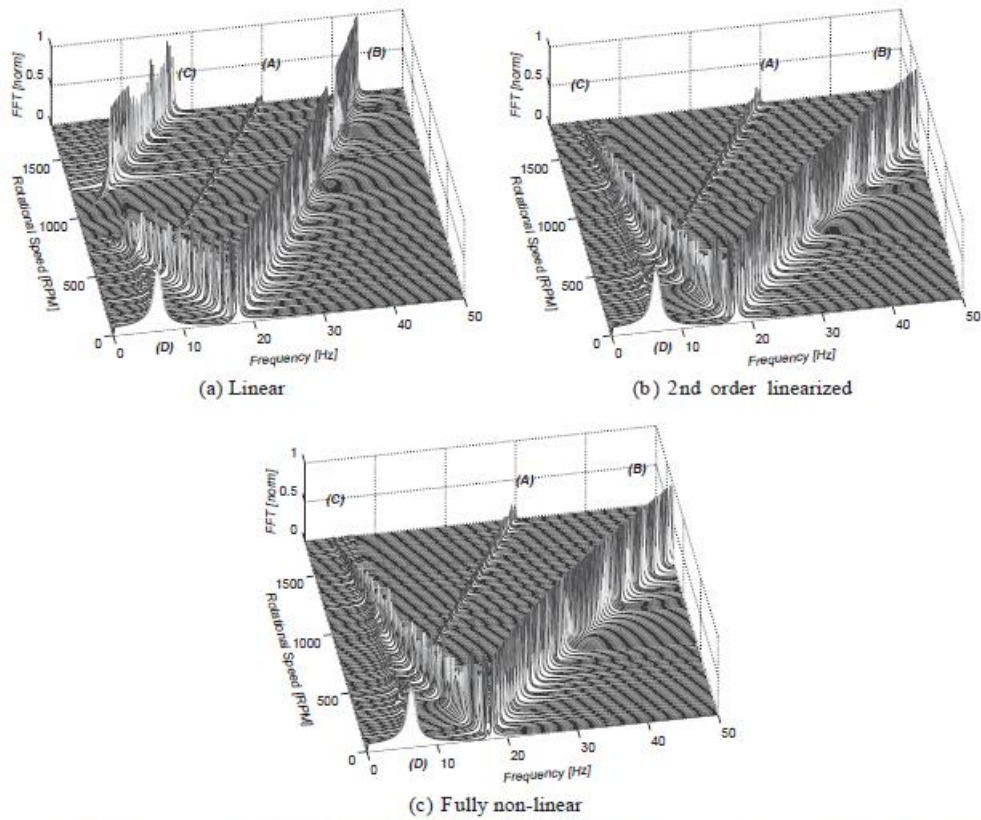 1
0.5
0
FFT [norm]
(C)
(A)
(B)
1500
1000
500
0
Rotational Speed [RPM]
0
(D)
10
20
30
40
50
Frequency [Hz]
(a) Linear
1
0.5
0
FFT [norm]
(C)
(A)
(B)
1500
1000
500
0
Rotational Speed [RPM]
0
(D)
10
20
30
40
50
Frequency [Hz]
(b) 2nd order linearized
1
0.5
0
FFT [norm]
(C)
(A)
(B)
1500
1000
500
0
Rotational Speed [RPM]
0
(D)
10
20
30
40
50
Frequency [Hz]
(c) Fully non-linear